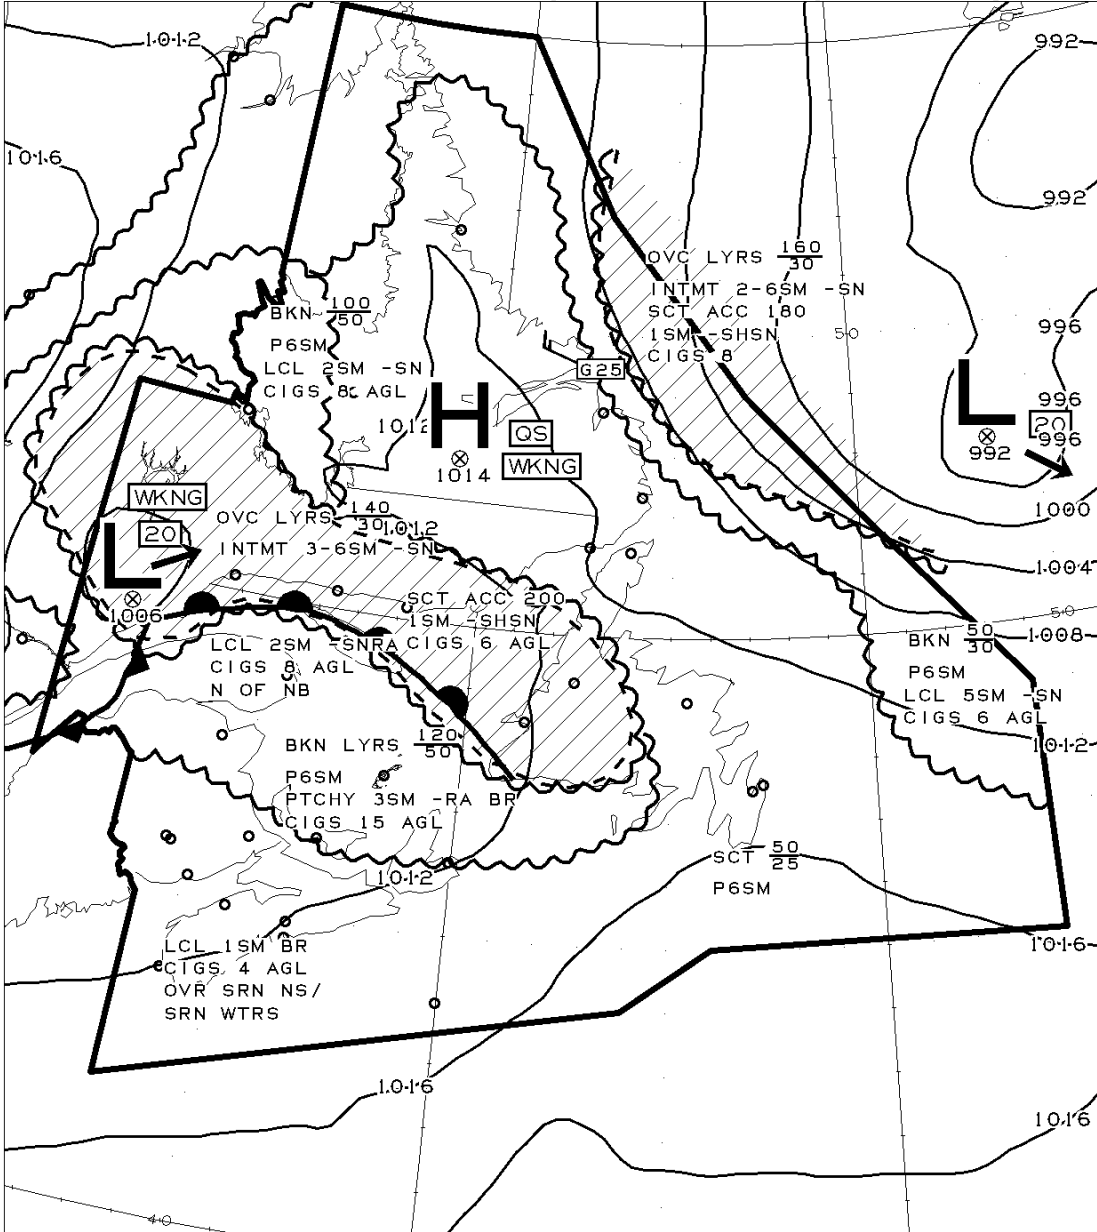 1012
992
1016
992
OVC LYRS 160
30
INTMT 2-6SM -SN
SCT ACC 180
1SM -SHSN
CIGS 8
50
BKN 100
50
P6SM
LCL 2SM -SN
CIGS 8 AGL
996
G25
H
L
996
20
996
992
1012
QS
WKNG
1014
WKNG
OVC LYRS 140
30
1012
INTMT 3-6SM -SN
20
L
1006
1000
1004
SCT ACC 200
1SM -SHSN
CIGS 6 AGL
LCL 2SM -SNRA
CIGS 8 AGL
N OF NB
50
BKN 50
30
1008
P6SM
LCL 5SM -SN
CIGS 6 AGL
1012
BKN LYRS 120
50
P6SM
PTCHY 3SM -RA BR
CIGS 15 AGL
SCT 50
25
P6SM
1012
LCL 1SM BR
CIGS 4 AGL
OVR SRN NS/
SRN WTRS
1016
1016
1016
40